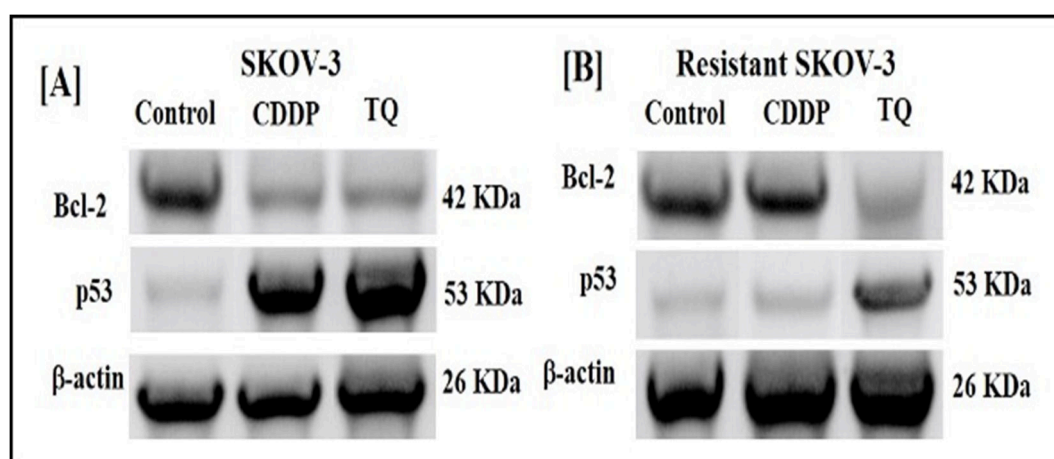 [A]
SKOV-3
Control CDDP TQ
Bcl-2 42 KDa
p53 53 KDa
β-actin 26 KDa
[B]
Resistant SKOV-3
Control CDDP TQ
Bcl-2 42 KDa
p53 53 KDa
β-actin 26 KDa